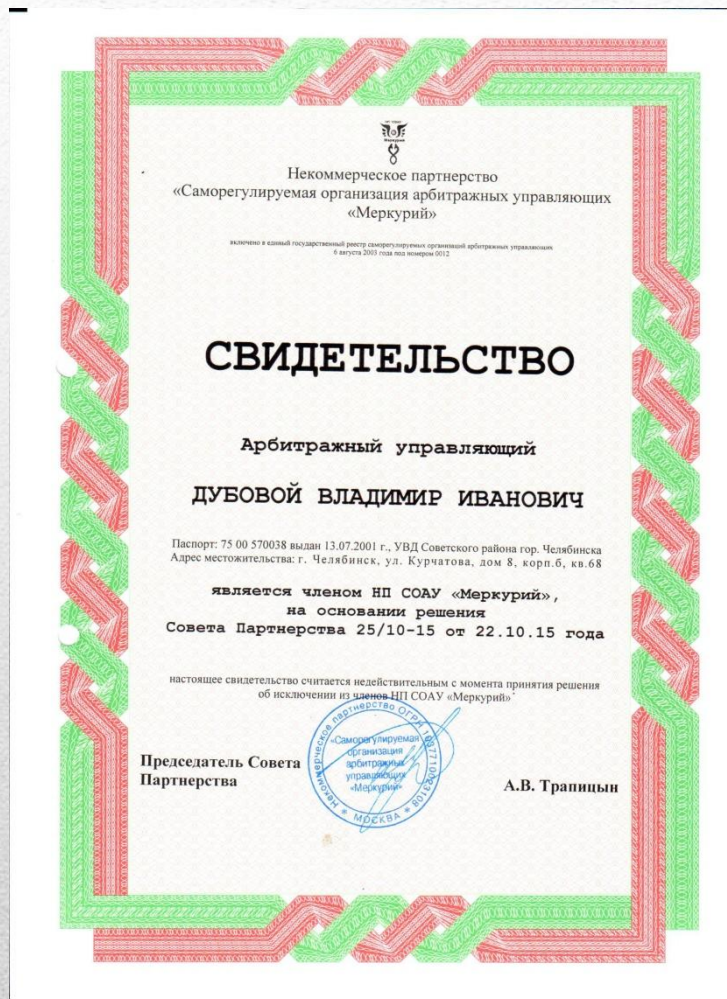 Некоммерческое партнерство
«Саморегулируемая организация арбитражных управляющих
«Меркурий»
включено в единый государственный реестр саморегулируемых организаций арбитражных управляющих
6 августа 2003 года под номером 0012
СВИДЕТЕЛЬСТВО
Арбитражный управляющий
ДУБОВОЙ ВЛАДИМИР ИВАНОВИЧ
Паспорт: 75 00 570038 выдан 13.07.2001 г., УВД Советского района гор. Челябинска
Адрес местожительства: г. Челябинск, ул. Курчатова, дом 8, корп.б, кв.68
является членом НП СОАУ «Меркурий»,
на основании решения
Совета Партнерства 25/10-15 от 22.10.15 года
настоящее свидетельство считается недействительным с момента принятия решения
об исключении из членов НП СОАУ «Меркурий»
Некоммерческое партнерство ОГРН 1037710023108
«Саморегулируемая
организация
арбитражных
управляющих
«Меркурий»
* МОСКВА *
Председатель Совета
Партнерства
А.В. Трапицын